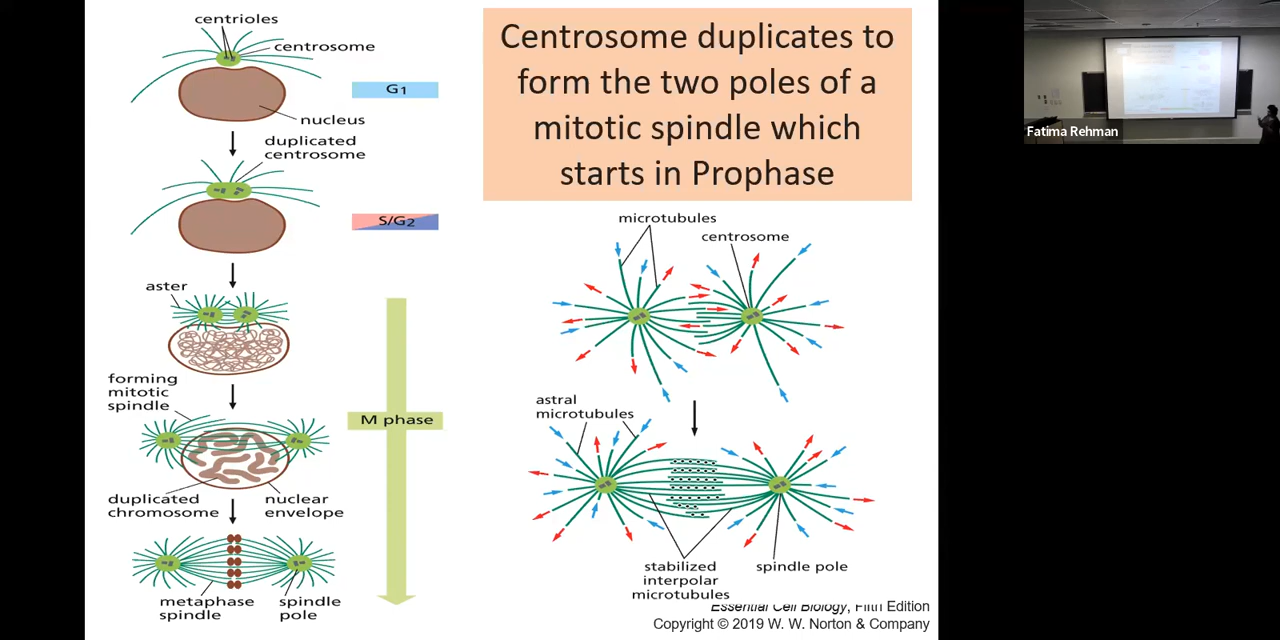 centrioles
centrosome
G1
nucleus
duplicated
centrosome
S/G2
aster
forming
mitotic
spindle
M phase
duplicated
chromosome
nuclear
envelope
metaphase
spindle
spindle
pole
Centrosome duplicates to
form the two poles of a
mitotic spindle which
starts in Prophase
microtubules
centrosome
astral
microtubules
stabilized
interpolar
microtubules
spindle pole
Essential Cell Biology, Fifth Edition
Copyright © 2019 W. W. Norton & Company
Fatima Rehman